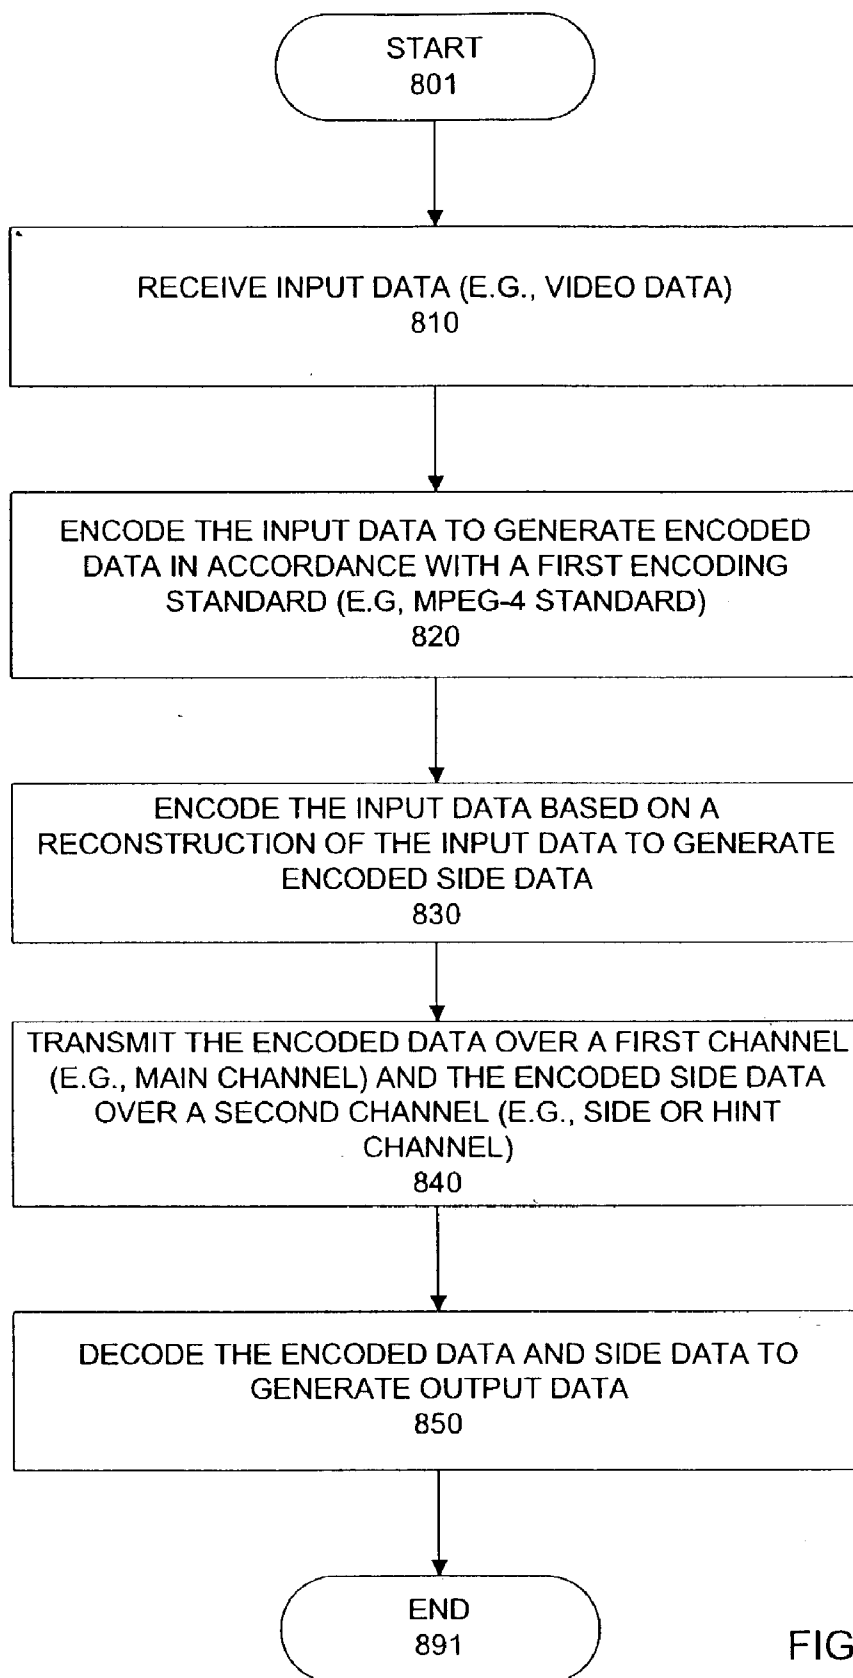 START
801
RECEIVE INPUT DATA (E.G., VIDEO DATA)
810
ENCODE THE INPUT DATA TO GENERATE ENCODED
DATA IN ACCORDANCE WITH A FIRST ENCODING
STANDARD (E.G, MPEG-4 STANDARD)
820
ENCODE THE INPUT DATA BASED ON A
RECONSTRUCTION OF THE INPUT DATA TO GENERATE
ENCODED SIDE DATA
830
TRANSMIT THE ENCODED DATA OVER A FIRST CHANNEL
(E.G., MAIN CHANNEL) AND THE ENCODED SIDE DATA
OVER A SECOND CHANNEL (E.G., SIDE OR HINT
CHANNEL)
840
DECODE THE ENCODED DATA AND SIDE DATA TO
GENERATE OUTPUT DATA
850
END
891
FIG